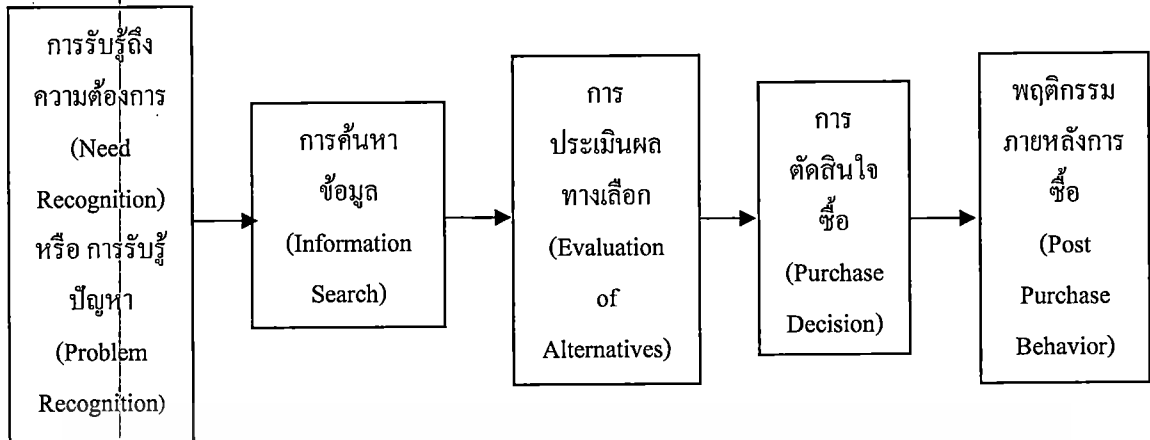 การรับรู้ถึง
ความต้องการ
(Need
Recognition)
หรือ การรับรู้
ปัญหา
(Problem
Recognition)
การค้นหา
ข้อมูล
(Information
Search)
การ
ประเมินผล
ทางเลือก
(Evaluation
of
Alternatives)
การ
ตัดสินใจ
ซื้อ
(Purchase
Decision)
พฤติกรรม
ภายหลังการ
ซื้อ
(Post
Purchase
Behavior)